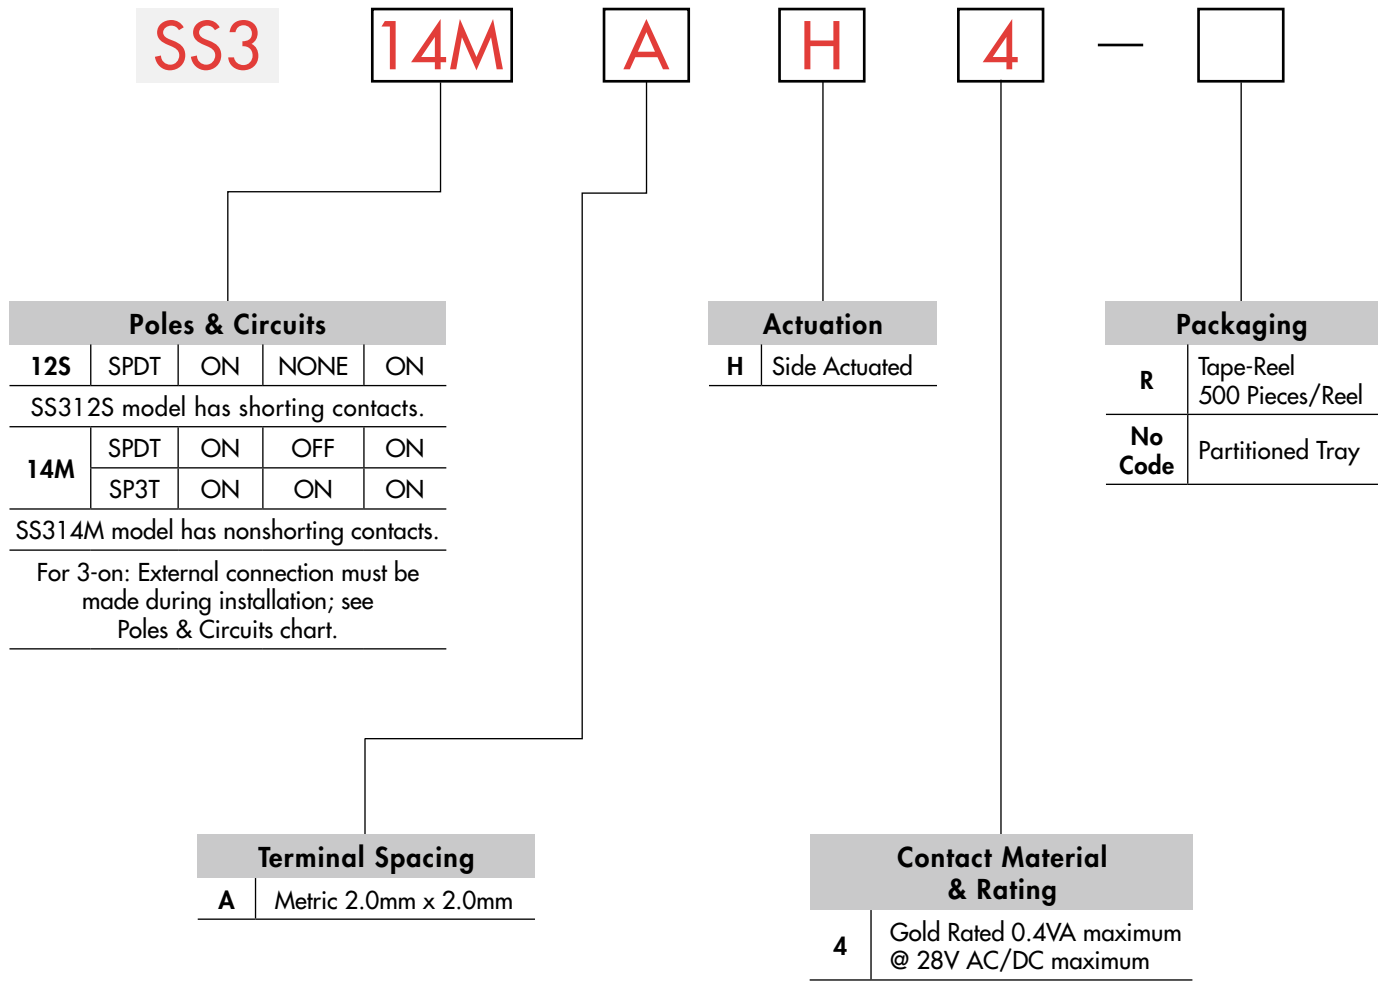 SS3 14M A H 4 —
Poles & Circuits
12S SPDT ON NONE ON
SS312S model has shorting contacts.
14M SPDT ON OFF ON
SP3T ON ON ON
SS314M model has nonshorting contacts.
For 3-on: External connection must be
made during installation; see
Poles & Circuits chart.
Actuation
H Side Actuated
Packaging
R Tape-Reel
500 Pieces/Reel
No
Code Partitioned Tray
Terminal Spacing
A Metric 2.0mm x 2.0mm
Contact Material
& Rating
4 Gold Rated 0.4VA maximum
@ 28V AC/DC maximum